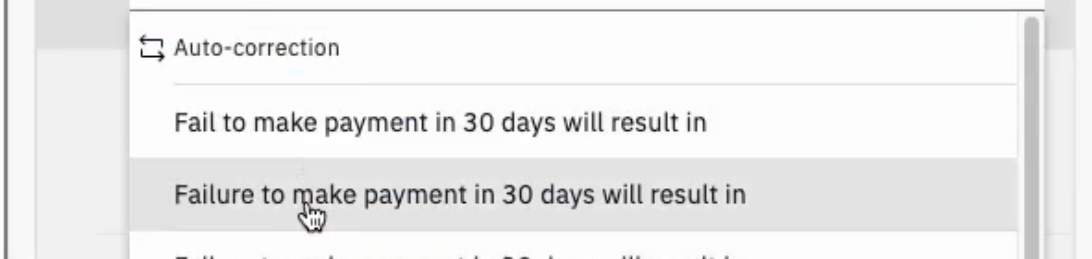 Auto-correction
Fail to make payment in 30 days will result in
Failure to make payment in 30 days will result in